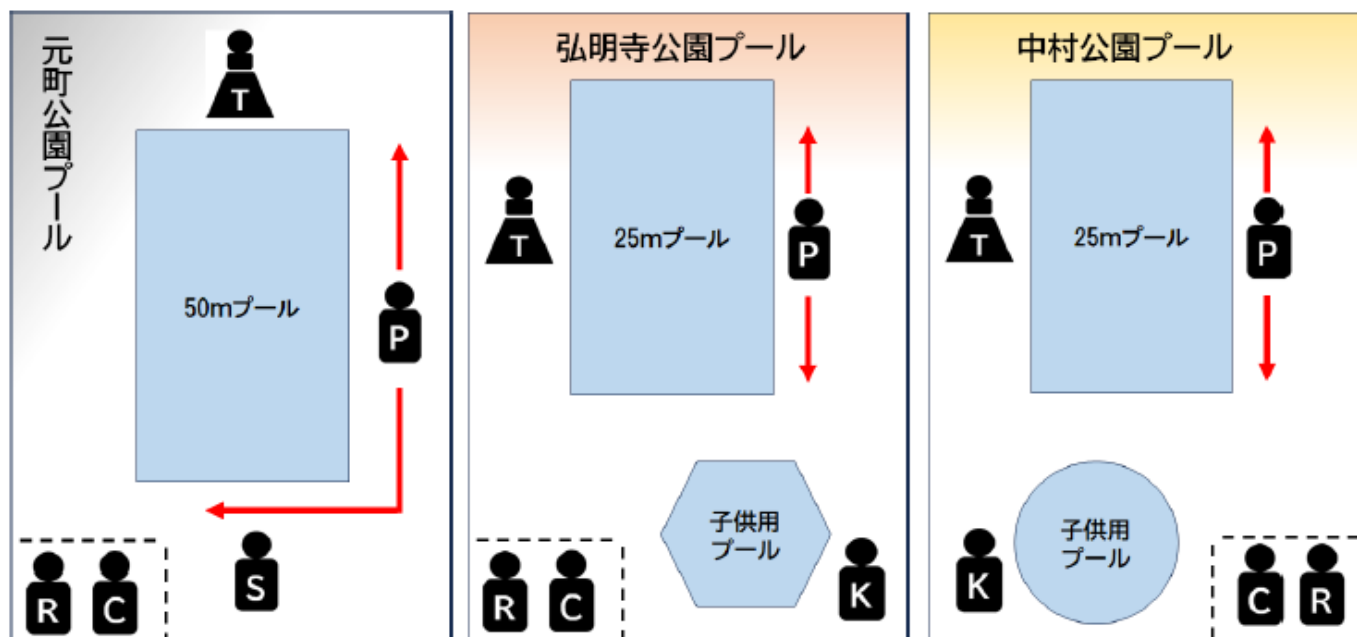 元町公園プール
T
50mプール
P
R
C
S
弘明寺公園プール
T
25mプール
P
子供用
プール
R
C
K
中村公園プール
T
25mプール
P
子供用
プール
K
C
R